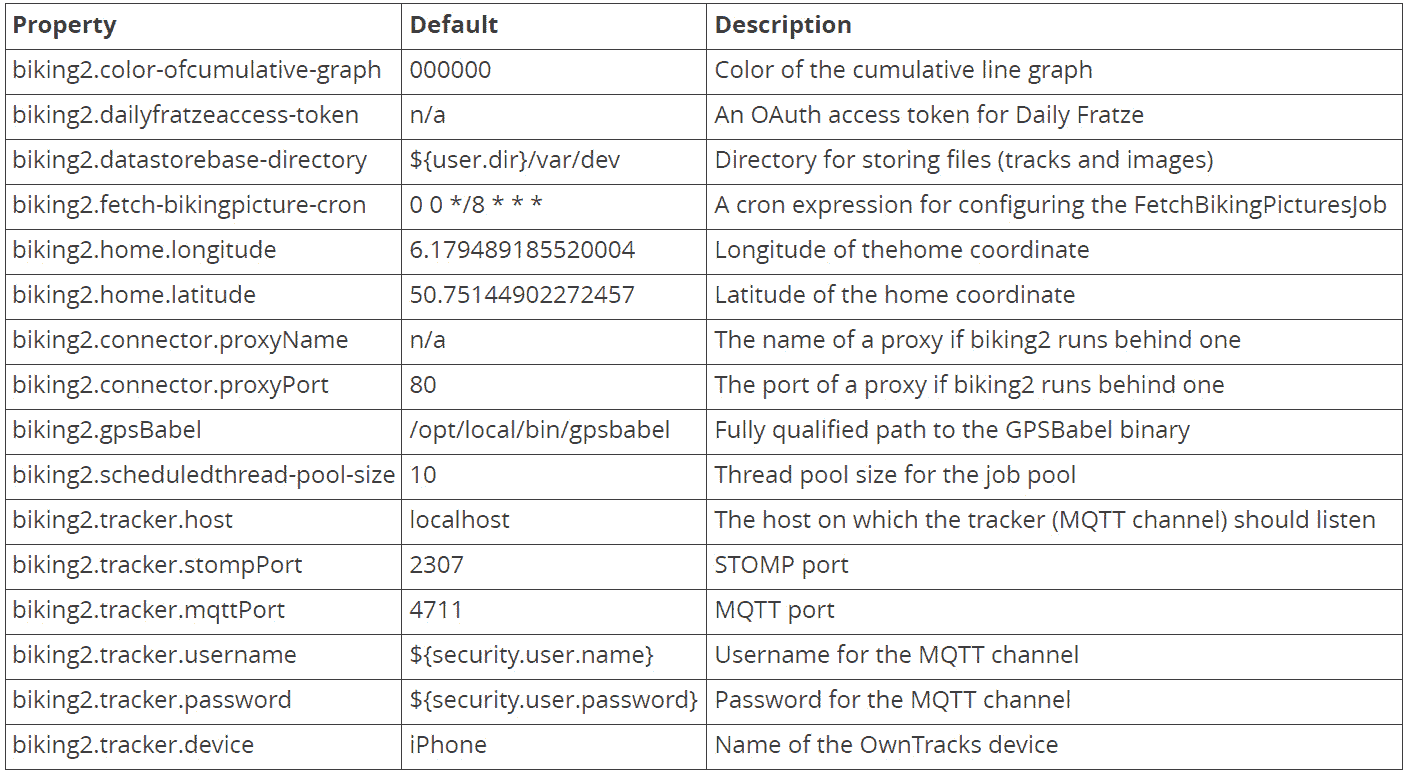 Property Default Description
biking2.color-ofcumulative-graph 000000 Color of the cumulative line graph
biking2.dailyfratzeaccess-token n/a An OAuth access token for Daily Fratze
biking2.datastorebase-directory ${user.dir}/var/dev Directory for storing files (tracks and images)
biking2.fetch-bikingpicture-cron 0 0 */8 * * * A cron expression for configuring the FetchBikingPicturesJob
biking2.home.longitude 6.179489185520004 Longitude of thehome coordinate
biking2.home.latitude 50.75144902272457 Latitude of the home coordinate
biking2.connector.proxyName n/a The name of a proxy if biking2 runs behind one
biking2.connector.proxyPort 80 The port of a proxy if biking2 runs behind one
biking2.gpsBabel /opt/local/bin/gpsbabel Fully qualified path to the GPSBabel binary
biking2.scheduledthread-pool-size 10 Thread pool size for the job pool
biking2.tracker.host localhost The host on which the tracker (MQTT channel) should listen
biking2.tracker.stompPort 2307 STOMP port
biking2.tracker.mqttPort 4711 MQTT port
biking2.tracker.username ${security.user.name} Username for the MQTT channel
biking2.tracker.password ${security.user.password} Password for the MQTT channel
biking2.tracker.device iPhone Name of the OwnTracks device